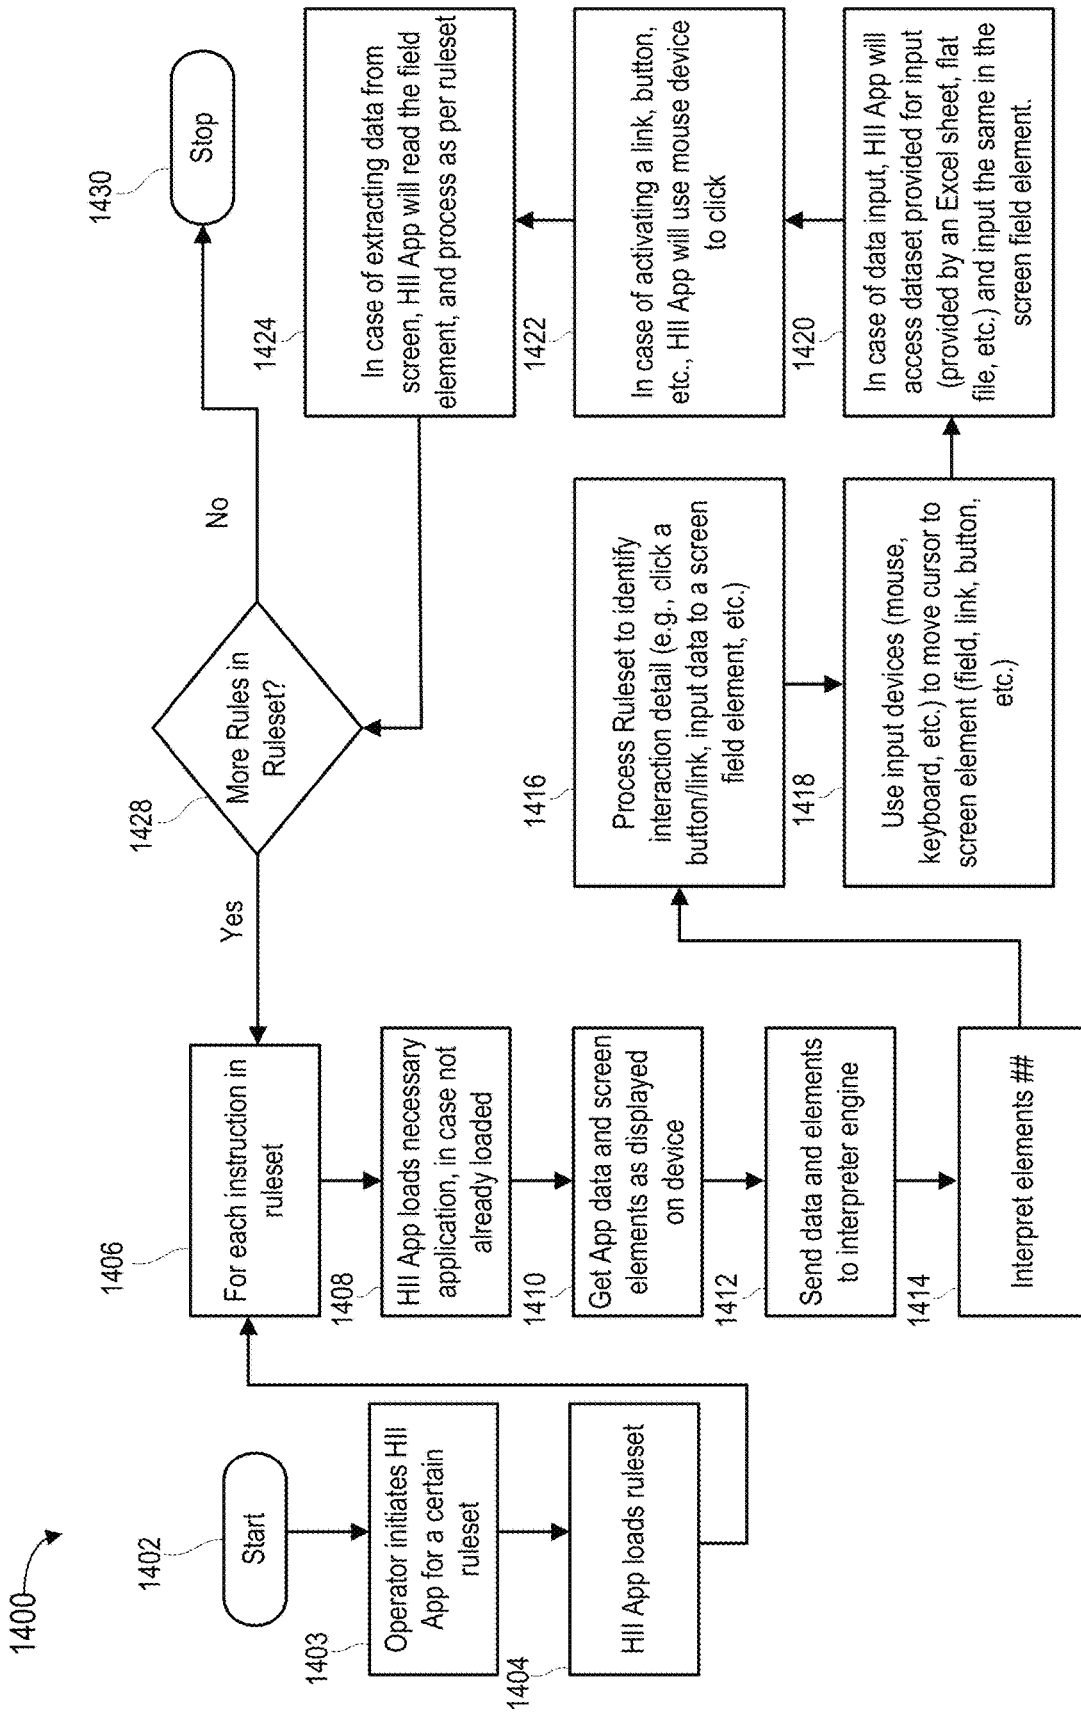 1400
1402
Start
1403
Operator initiates HII
App for a certain
ruleset
1404
HII App loads ruleset
1406
For each instruction in
ruleset
1408
HII App loads necessary
application, in case not
already loaded
1410
Get App data and screen
elements as displayed
on device
1412
Send data and elements
to interpreter engine
1414
Interpret elements ##
1416
Process Ruleset to identify
interaction detail (e.g., click a
button/link, input data to a screen
field element, etc.)
1418
Use input devices (mouse,
keyboard, etc.) to move cursor to
screen element (field, link, button,
etc.)
1420
In case of data input, HII App will
access dataset provided for input
(provided by an Excel sheet, flat
file, etc.) and input the same in the
screen field element.
1422
In case of activating a link, button,
etc., HII App will use mouse device
to click
1424
In case of extracting data from
screen, HII App will read the field
element, and process as per ruleset
1428
More Rules in
Ruleset?
Yes
No
1430
Stop